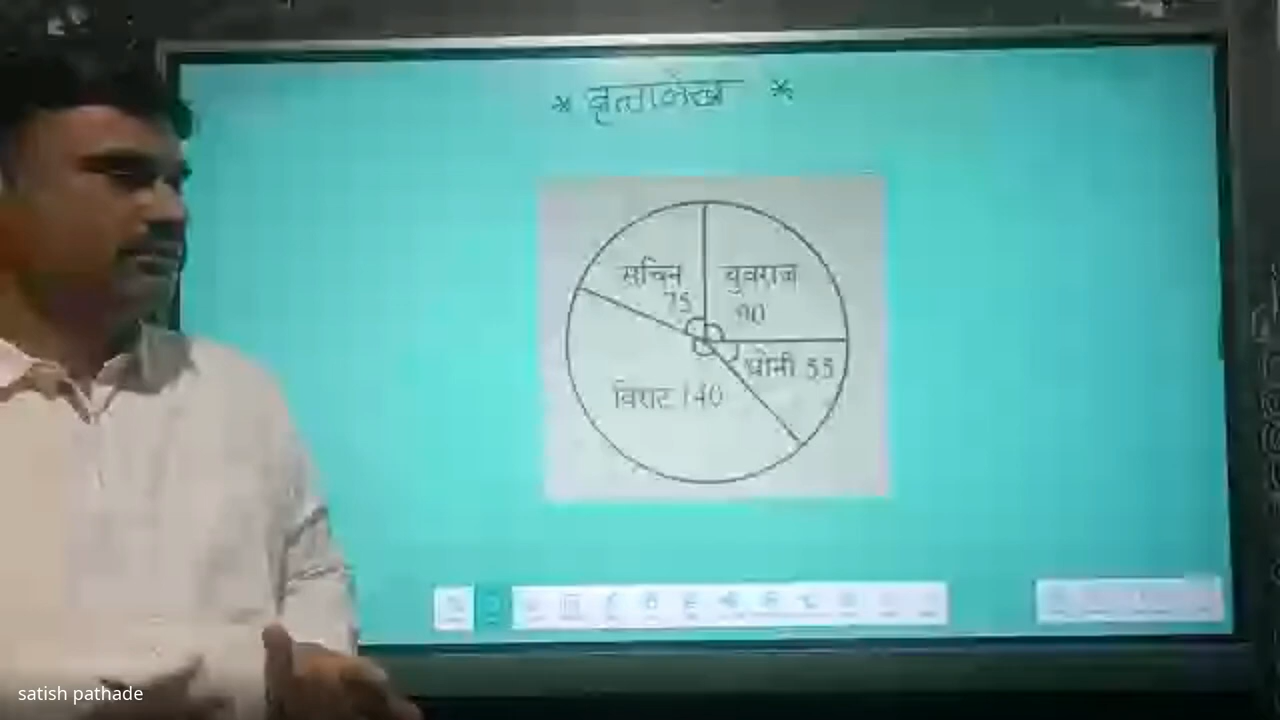 * वृत्तालेख *
सचिन
75
युवराज
90
धोनी 55
विराट 140
satish pathade